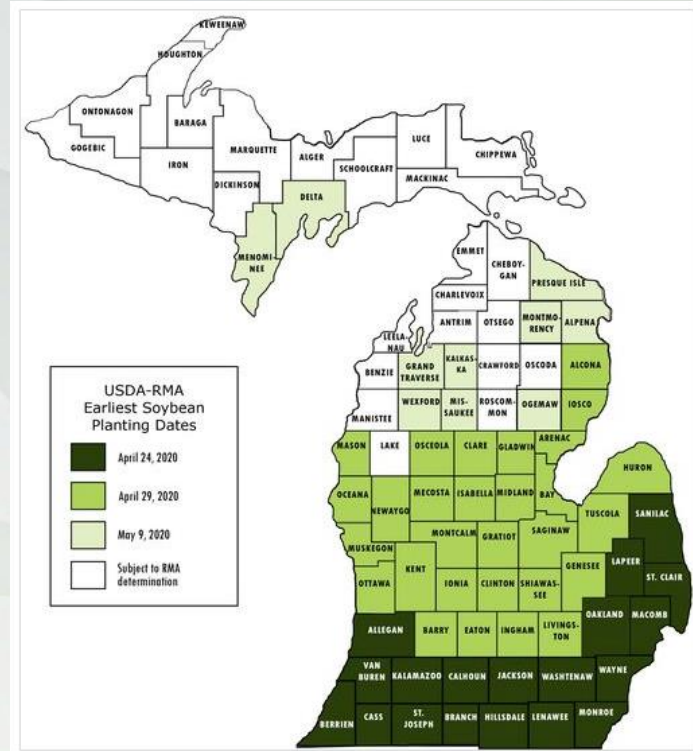 KEWEENAW
HOUGHTON
ONTONAGON
BARAGA
GOGEBIC
MARQUETTE
ALGER
LUCE
CHIPPEWA
IRON
SCHOOLCRAFT
MACKINAC
DICKINSON
DELTA
MENOMI-
NEE
EMMET
CHEBOY-
GAN
PRESQUE ISLE
CHARLEVOIX
ANTRIM
OTSEGO
MONTMO-
RENCY
ALPENA
LEELA-
NAU
BENZIE
GRAND
TRAVERSE
KALKAS-
KA
CRAWFORD
OSCODA
ALCONA
MANISTEE
WEXFORD
MIS-
SAUKEE
ROSCOM-
MON
OGEMAW
IOSCO
USDA-RMA
Earliest Soybean
Planting Dates
April 24, 2020
April 29, 2020
May 9, 2020
Subject to RMA
determination
MASON
LAKE
OSCEOLA
CLARE
GLADWIN
ARENAC
HURON
OCEANA
NEWAYGO
MECOSTA
ISABELLA
MIDLAND
BAY
TUSCOLA
SANILAC
MUSKEGON
MONTCALM
GRATIOT
SAGINAW
LAPEER
ST. CLAIR
OTTAWA
KENT
IONIA
CLINTON
SHIAWAS-
SEE
GENESEE
ALLEGAN
BARRY
EATON
INGHAM
LIVINGS-
TON
OAKLAND
MACOMB
VAN
BUREN
KALAMAZOO
CALHOUN
JACKSON
WASHTENAW
WAYNE
BERRIEN
CASS
ST.
JOSEPH
BRANCH
HILLSDALE
LENAWEE
MONROE